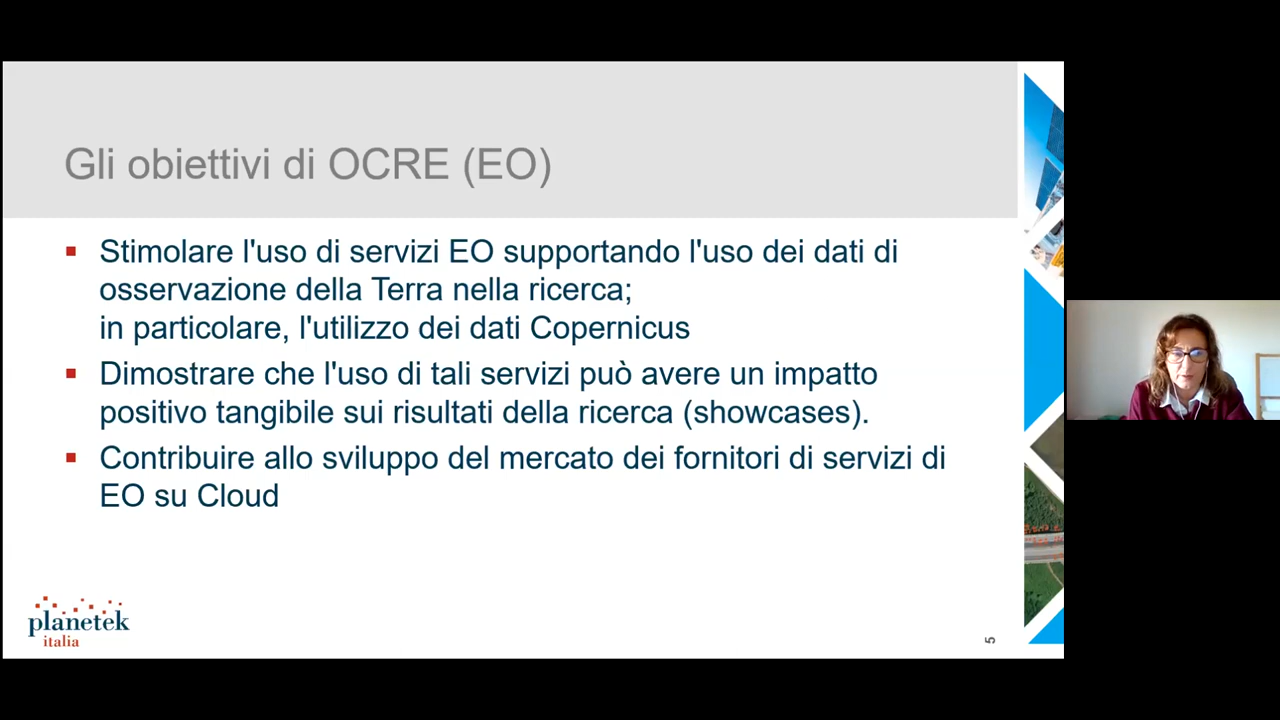 Gli obiettivi di OCRE (EO)
Stimolare l'uso di servizi EO supportando l'uso dei dati di
osservazione della Terra nella ricerca;
in particolare, l'utilizzo dei dati Copernicus
Dimostrare che l'uso di tali servizi può avere un impatto
positivo tangibile sui risultati della ricerca (showcases).
Contribuire allo sviluppo del mercato dei fornitori di servizi di
EO su Cloud
planetek
italia
5